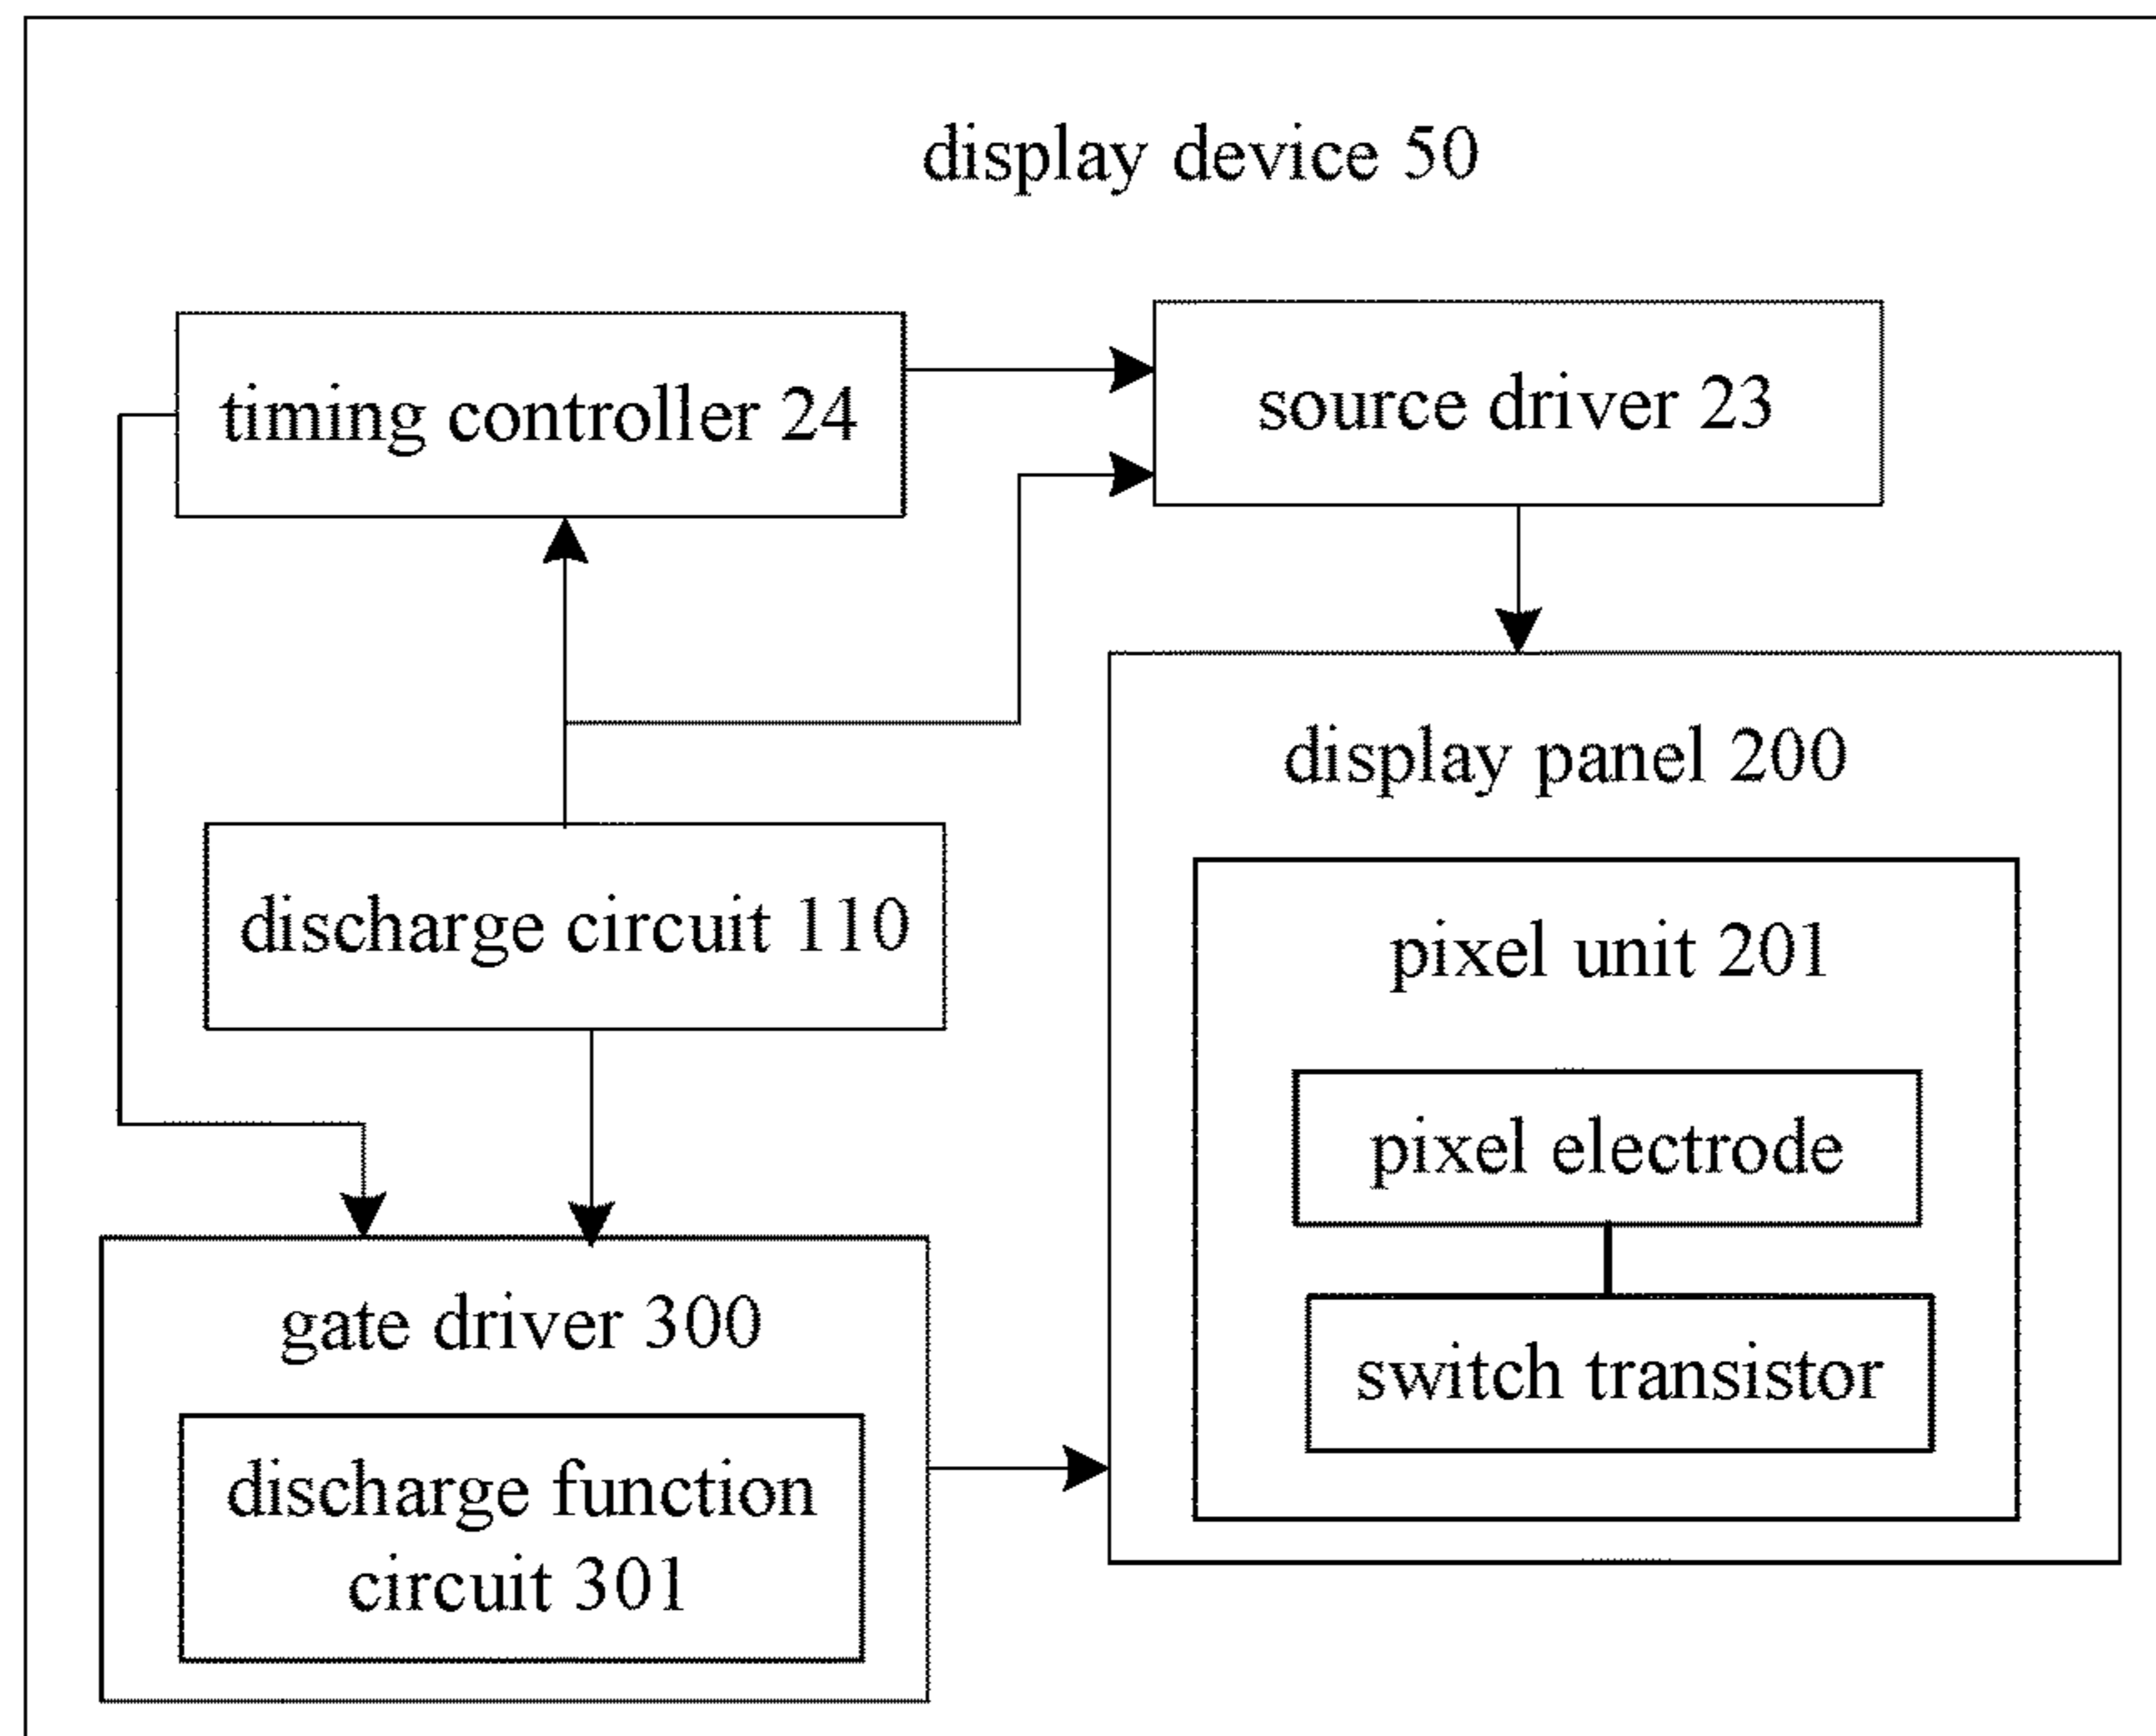 display device 50
timing controller 24
source driver 23
display panel 200
discharge circuit 110
pixel unit 201
pixel electrode
switch transistor
gate driver 300
discharge function
circuit 301